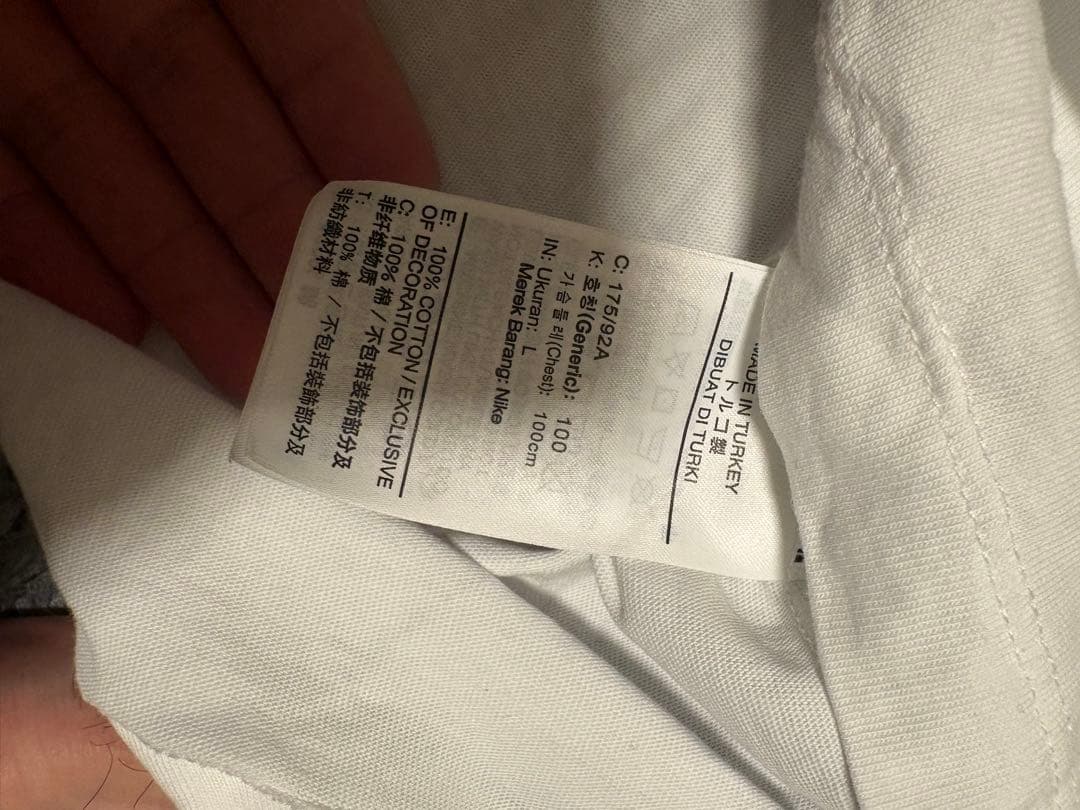 MADE IN TURKEY
トルコ製
DIBUAT DI TURKI
C: 175/92A
K: 호칭(Generic): 100
가슴둘레(Chest): 100cm
IN: Ukuran: L
Merek Barang: Nike
E: 100% COTTON / EXCLUSIVE
OF DECORATION
C: 100% 棉 / 不包括装饰部分及
非纤维物质
T: 100% 棉 / 不包括裝飾部分及
非紡織材料